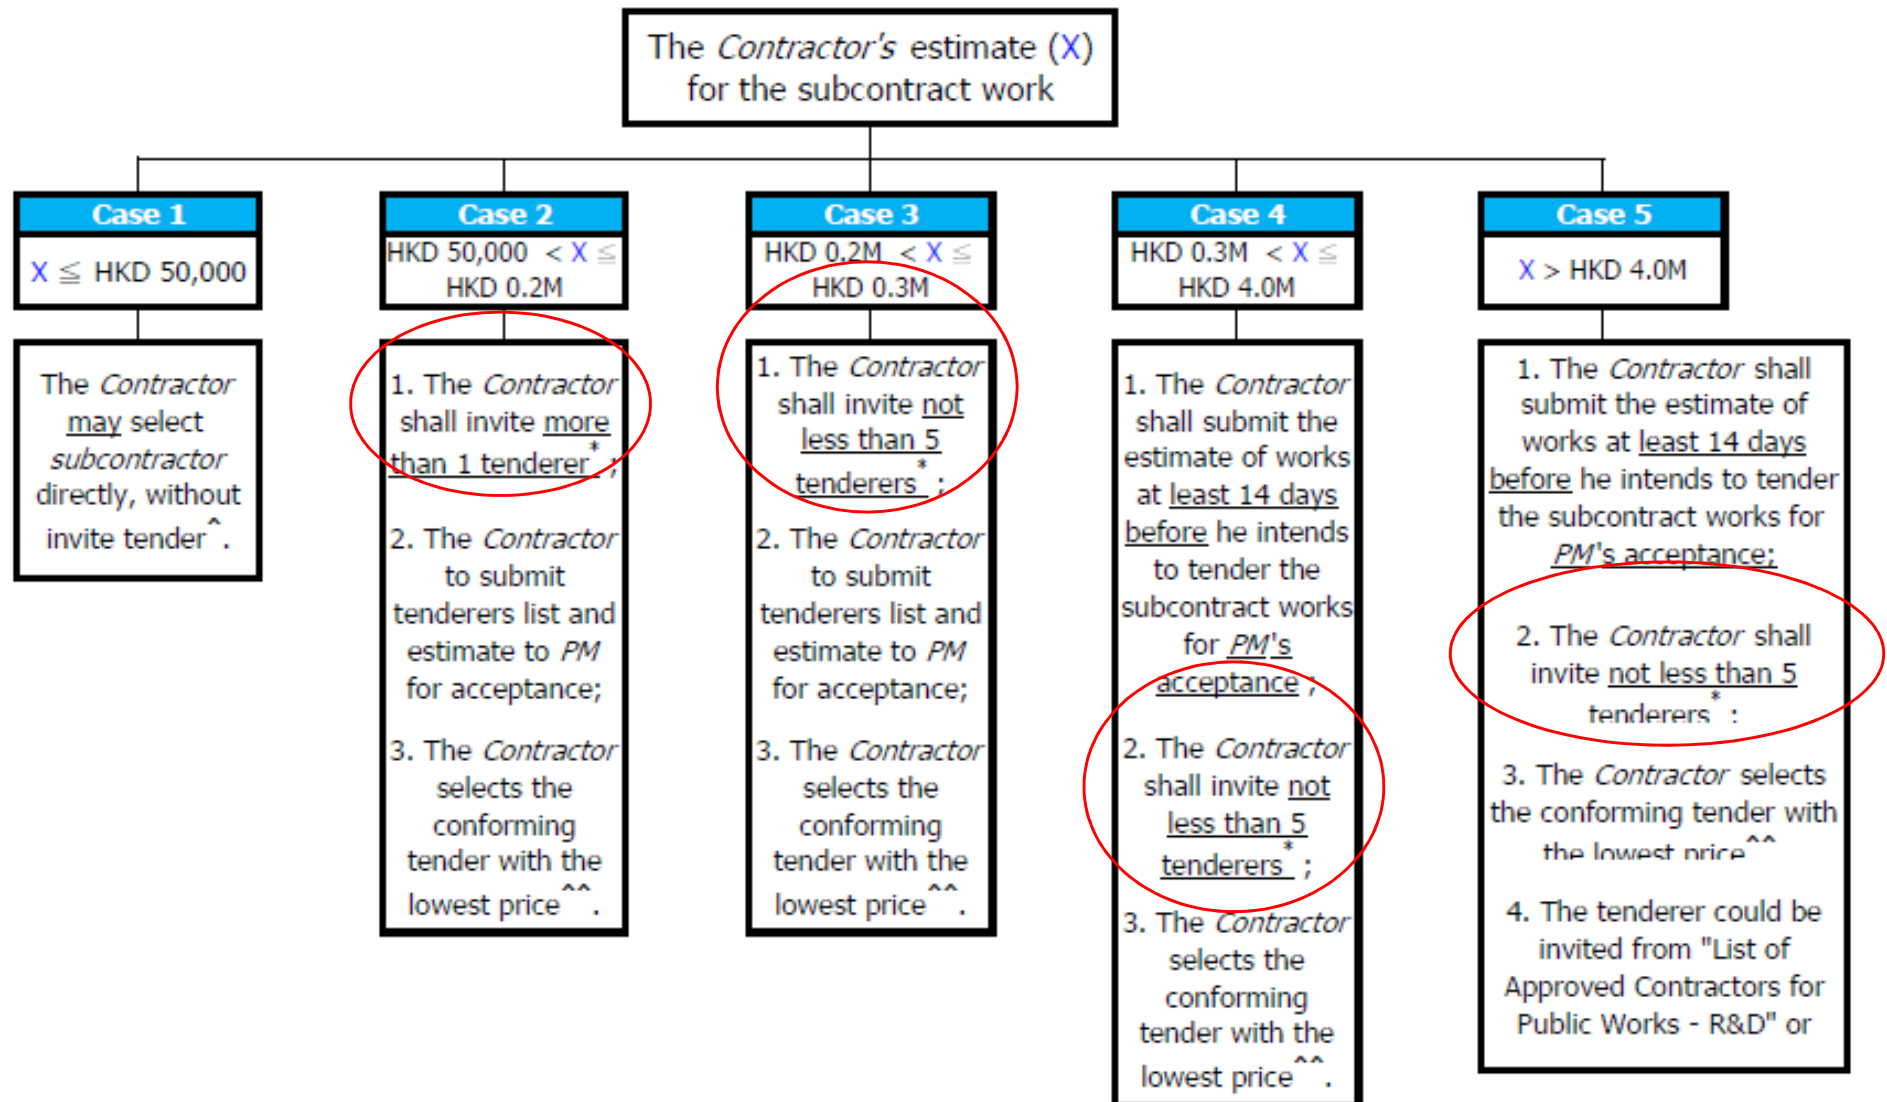 The Contractor's estimate (X)
for the subcontract work
Case 1
X ≦ HKD 50,000
The Contractor
may select
subcontractor
directly, without
invite tender^.
Case 2
HKD 50,000 < X ≦
HKD 0.2M
1. The Contractor
shall invite more
than 1 tenderer* ;
2. The Contractor
to submit
tenderers list and
estimate to PM
for acceptance;
3. The Contractor
selects the
conforming
tender with the
lowest price^^.
Case 3
HKD 0.2M < X ≦
HKD 0.3M
1. The Contractor
shall invite not
less than 5
tenderers* ;
2. The Contractor
to submit
tenderers list and
estimate to PM
for acceptance;
3. The Contractor
selects the
conforming
tender with the
lowest price^^.
Case 4
HKD 0.3M < X ≦
HKD 4.0M
1. The Contractor
shall submit the
estimate of works
at least 14 days
before he intends
to tender the
subcontract works
for PM's
acceptance ;
2. The Contractor
shall invite not
less than 5
tenderers* ;
3. The Contractor
selects the
conforming
tender with the
lowest price^^.
Case 5
X > HKD 4.0M
1. The Contractor shall
submit the estimate of
works at least 14 days
before he intends to tender
the subcontract works for
PM's acceptance;
2. The Contractor shall
invite not less than 5
tenderers* ;
3. The Contractor selects
the conforming tender with
the lowest price^^
4. The tenderer could be
invited from "List of
Approved Contractors for
Public Works - R&D" or